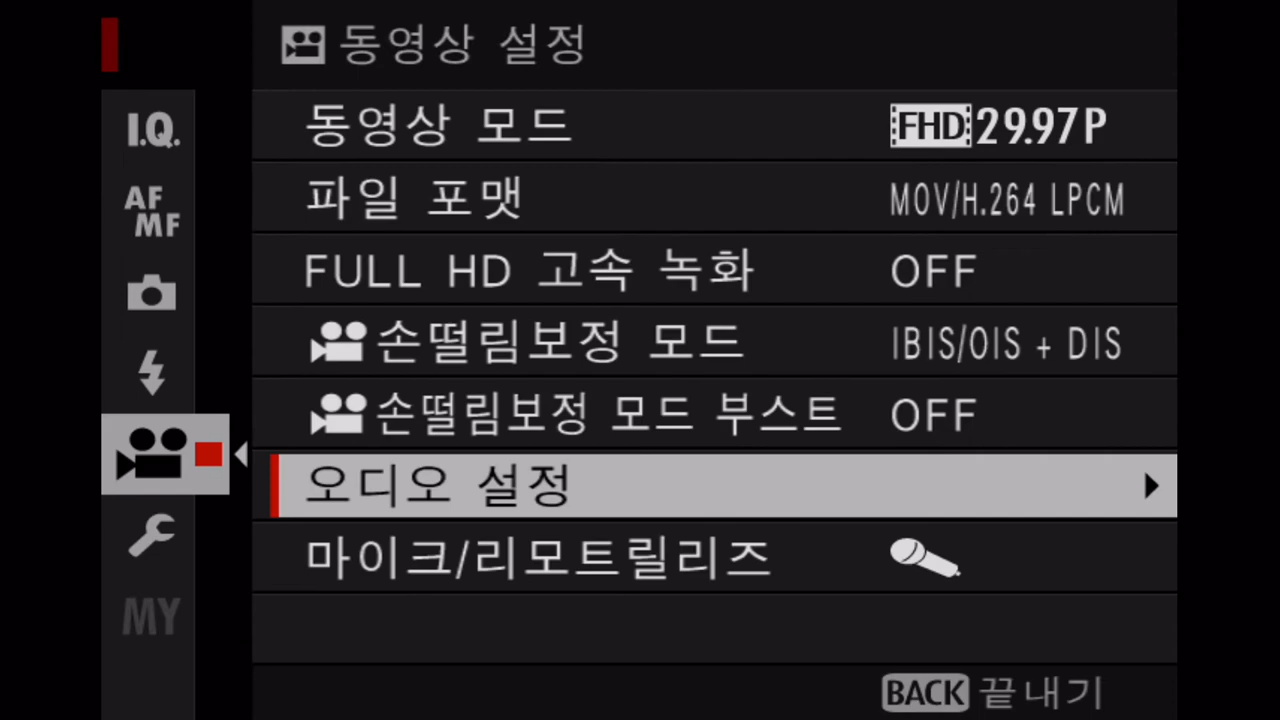 동영상 설정
I.Q.
AF
MF
MY
동영상 모드 FHD 29.97P
파일 포맷 MOV/H.264 LPCM
FULL HD 고속 녹화 OFF
손떨림보정 모드 IBIS/OIS + DIS
손떨림보정 모드 부스트 OFF
오디오 설정
마이크/리모트릴리즈
BACK 끝내기